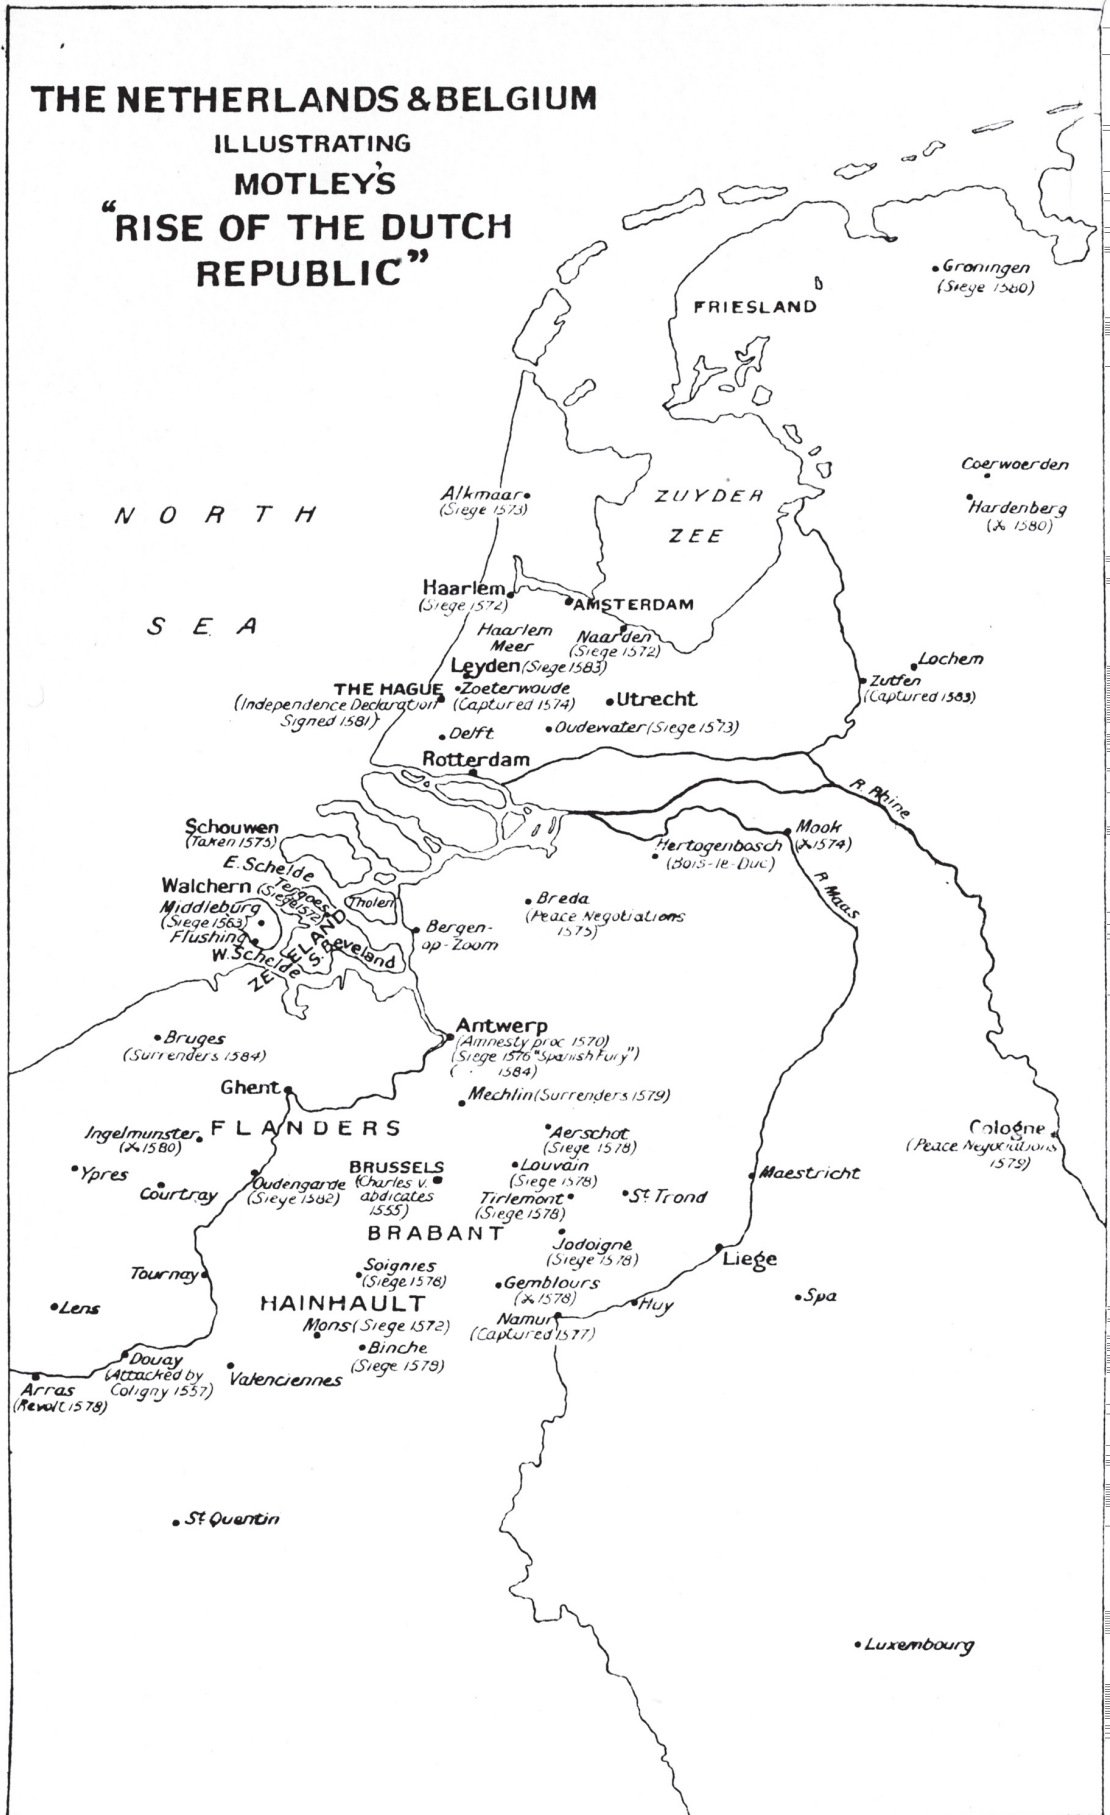 THE NETHERLANDS & BELGIUM
ILLUSTRATING
MOTLEY'S
"RISE OF THE DUTCH
REPUBLIC"
Groningen
(Siege 1580)
FRIESLAND
Coerwoerden
Hardenberg
(X 1580)
Alkmaar
(Siege 1573)
ZUYDER
ZEE
NORTH
SEA
Haarlem
(Siege 1572)
AMSTERDAM
Haarlem
Meer
Naarden
(Siege 1572)
Leyden (Siege 1583)
Lochem
THE HAGUE
(Independence Declaration
Signed 1581)
Zoeterwoude
(Captured 1574)
Utrecht
Zutfen
(Captured 1583)
Delft
Oudewater (Siege 1573)
Rotterdam
R. Rhine
Schouwen
(Taken 1575)
Mook
(X 1574)
Hertogenbosch
(Bois-le-Duc)
E. Schelde
Walchern
Tergoes
(Siege 1572)
Tholen
R. Maas
Middleburg
(Siege 1563)
Flushing
Breda
(Peace Negotiations
1575)
Bergen-
op-Zoom
ZEELAND
S. Beveland
W. Schelde
Antwerp
(Amnesty proc 1570)
(Siege 1576 "Spanish Fury")
( . 1584)
Bruges
(Surrenders 1584)
Ghent
Mechlin (Surrenders 1579)
Ingelmunster
(X 1580)
FLANDERS
Aerschot
(Siege 1578)
Cologne
(Peace Negociations
1579)
Ypres
Courtray
Oudengarde
(Siege 1582)
BRUSSELS
(Charles v.
abdicates
1555)
Louvain
(Siege 1578)
Tirlemont
(Siege 1578)
St. Trond
Maestricht
BRABANT
Jodoigne
(Siege 1578)
Liege
Tournay
Soignies
(Siege 1578)
Gemblours
(X 1578)
Huy
Spa
Lens
HAINHAULT
Mons (Siege 1572)
Namur
(Captured 1577)
Binche
(Siege 1578)
Douay
(Attacked by
Coligny 1557)
Valenciennes
Arras
(Revolt 1578)
St. Quentin
Luxembourg